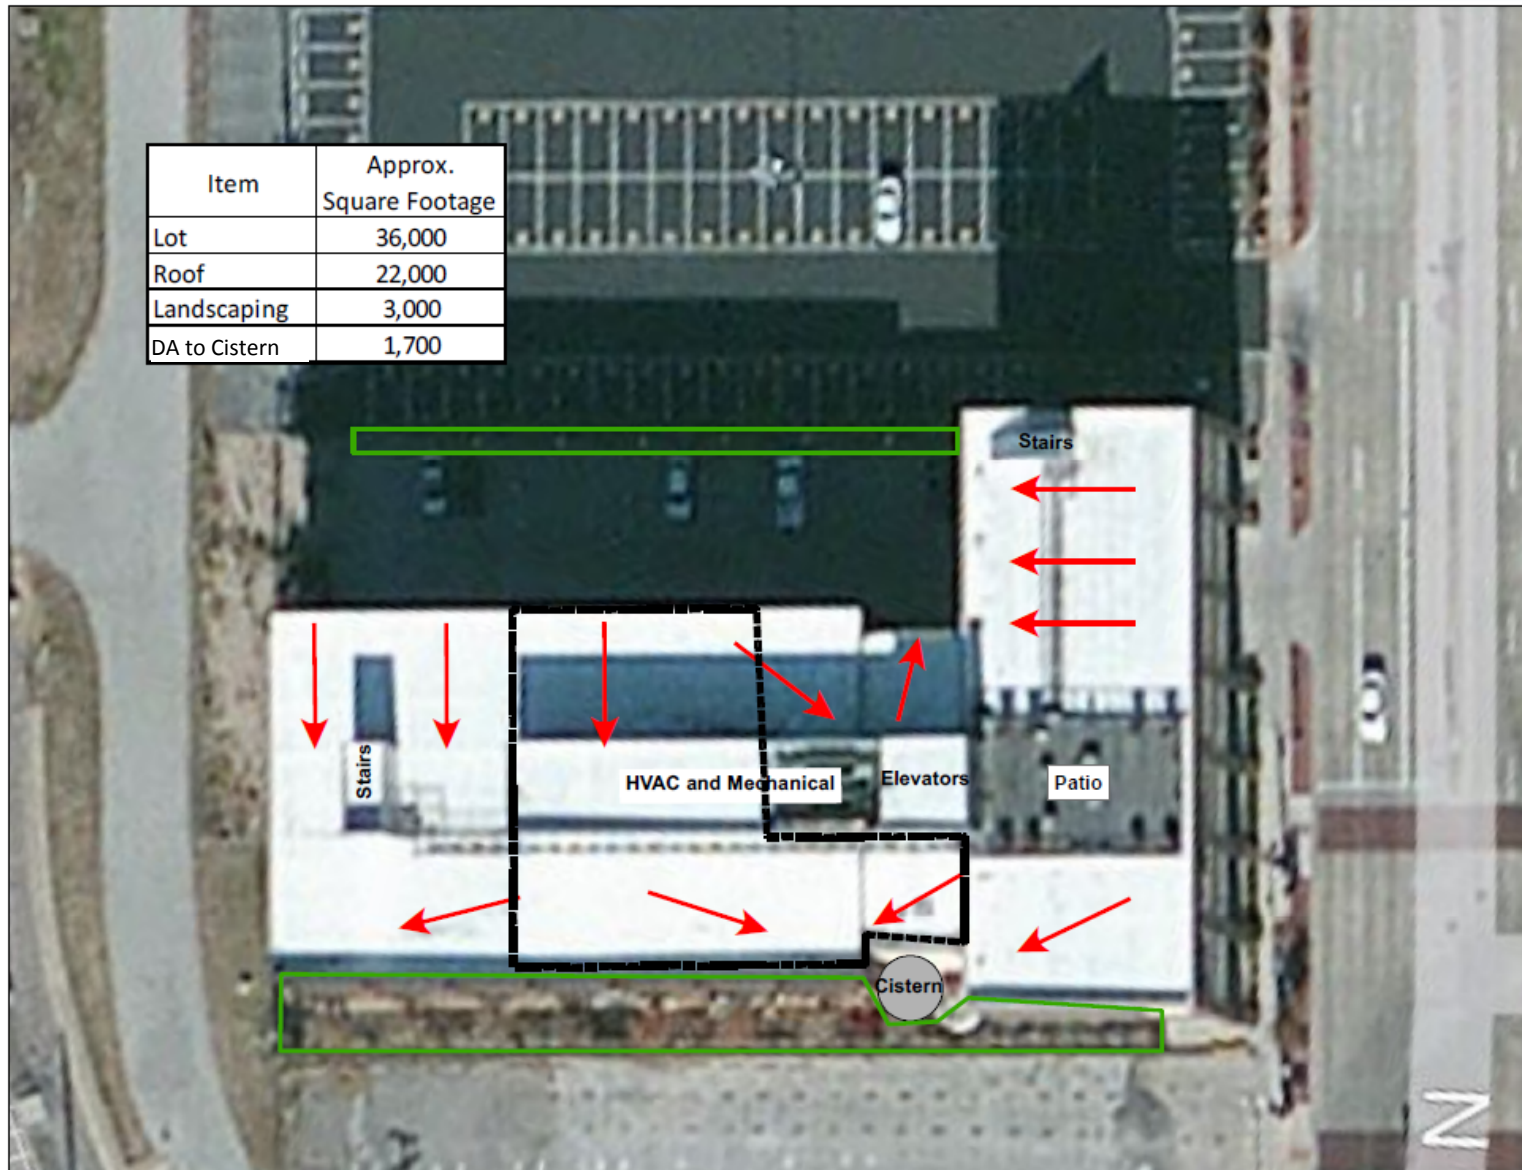 Item
Approx.
Square Footage
Lot 36,000
Roof 22,000
Landscaping 3,000
DA to Cistern 1,700
Stairs
Stairs
HVAC and Mechanical
Elevators
Patio
Cistern
N